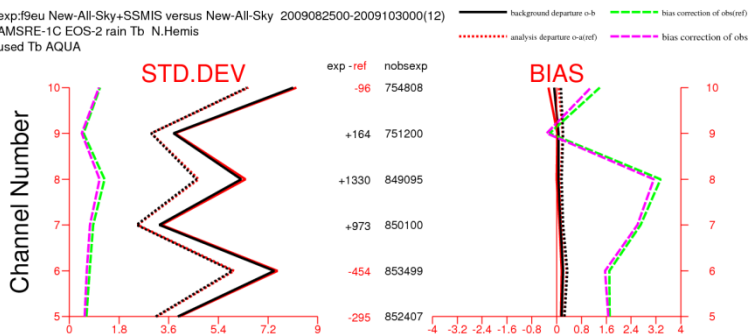 exp:f9eu New-All-Sky+SSMIS versus New-All-Sky 2009082500-2009103000(12)
AMSRE-1C EOS-2 rain Tb N.Hemis
used Tb AQUA
background departure o-b
bias correction of obs(ref)
analysis departure o-a(ref)
bias correction of obs
STD.DEV
exp -ref
nobsexp
BIAS
Channel Number
10
-96
754808
10
9
+164
751200
9
8
+1330
849095
8
7
+973
850100
7
6
-454
853499
6
5
-295
852407
5
0 1.8 3.6 5.4 7.2 9
-4 -3.2 -2.4 -1.6 -0.8 0 0.8 1.6 2.4 3.2 4